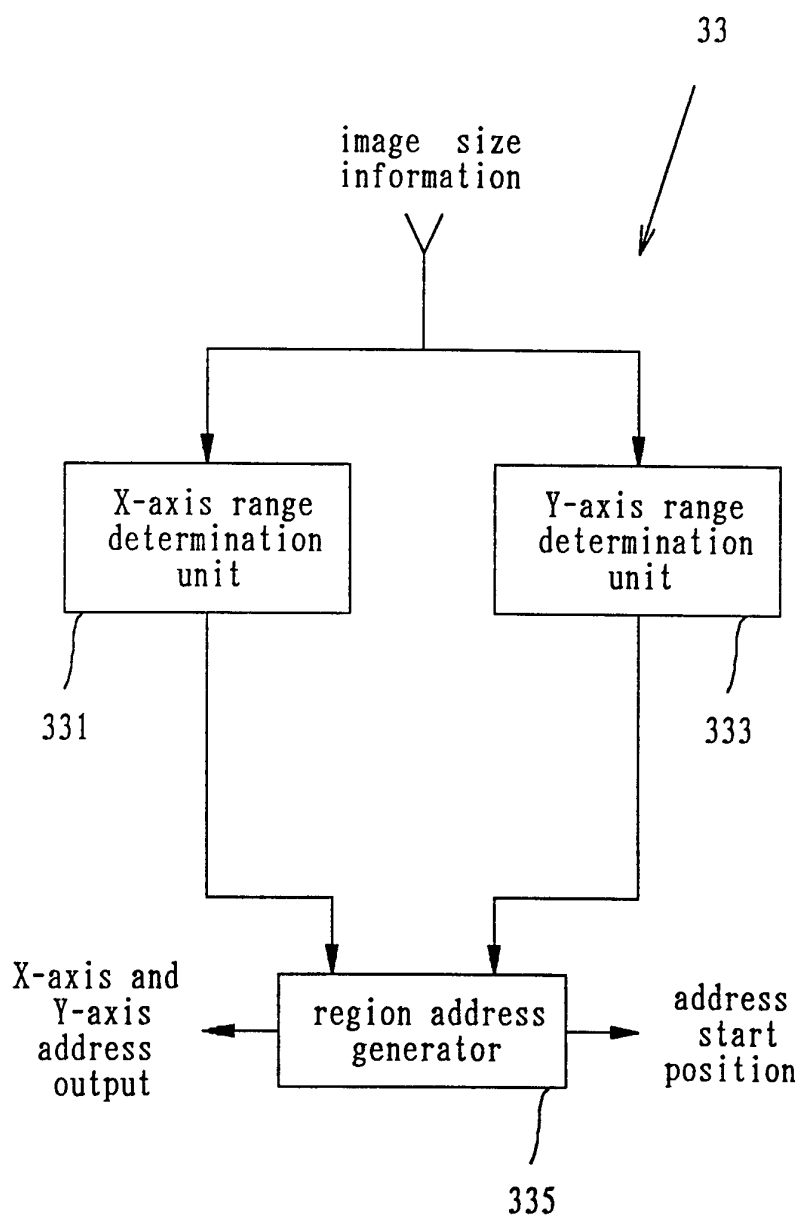 33
image size
information
X-axis range
determination
unit
Y-axis range
determination
unit
331
333
X-axis and
Y-axis
address
output
region address
generator
address
start
position
335